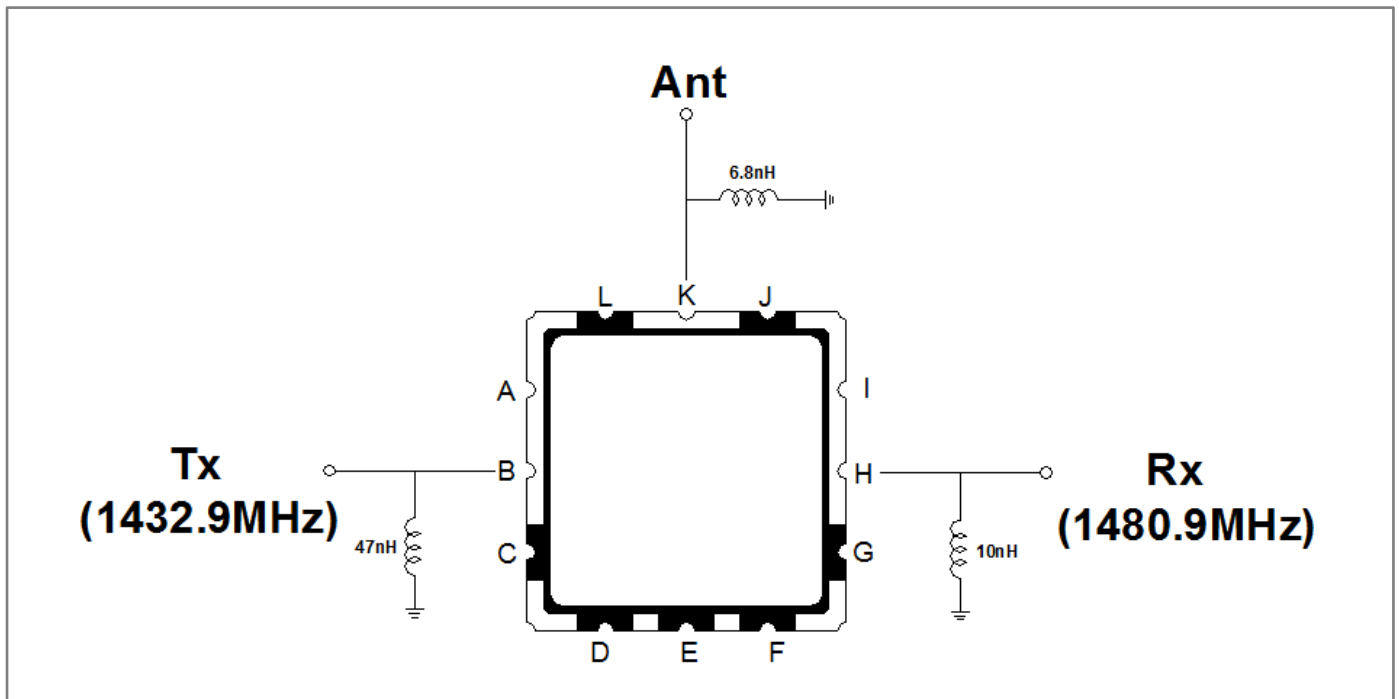 Ant
6.8nH
L
K
J
A
I
Tx
(1432.9MHz)
B
H
Rx
(1480.9MHz)
47nH
C
G
10nH
D
E
F